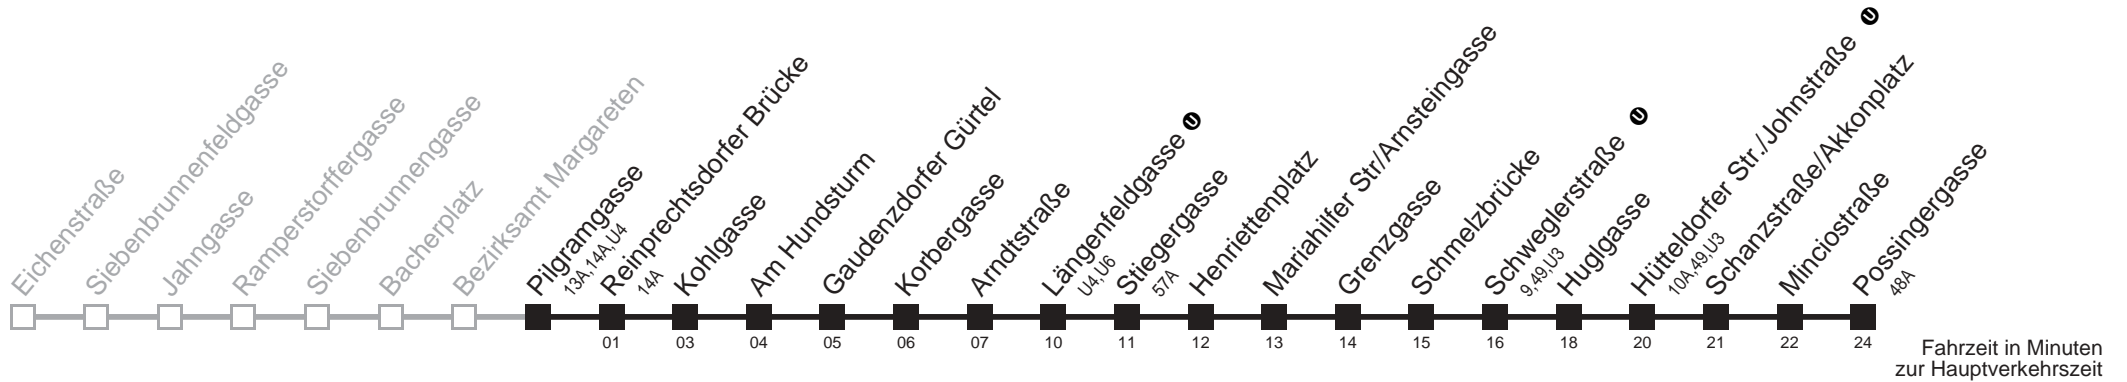 Eichenstraße
Siebenbrunnenfeldgasse
Jahngasse
Ramperstoffergasse
Siebenbrunnengasse
Bacherplatz
Bezirksamt Margareten
Pilgramgasse
13A, 14A, U4
Reinprechtsdorfer Brücke
14A
Kohlgasse
Am Hundsturm
Gaudenzdorfer Gürtel
Korbergasse
Arndtstraße
Längenfeldgasse U
U4, U6
Stiegergasse
57A
Henriettenplatz
Mariahilfer Str/Arnsteingasse
Grenzgasse
Schmelzbrücke
Schweglerstraße U
9, 49, U3
Huglgasse
Hütteldorfer Str./Johnstraße U
10A, 49, U3
Schanzstraße/Akkonplatz
Minciostraße
Possingergasse
48A
01 03 04 05 06 07 10 11 12 13 14 15 16 18 20 21 22 24
Fahrzeit in Minuten
zur Hauptverkehrszeit